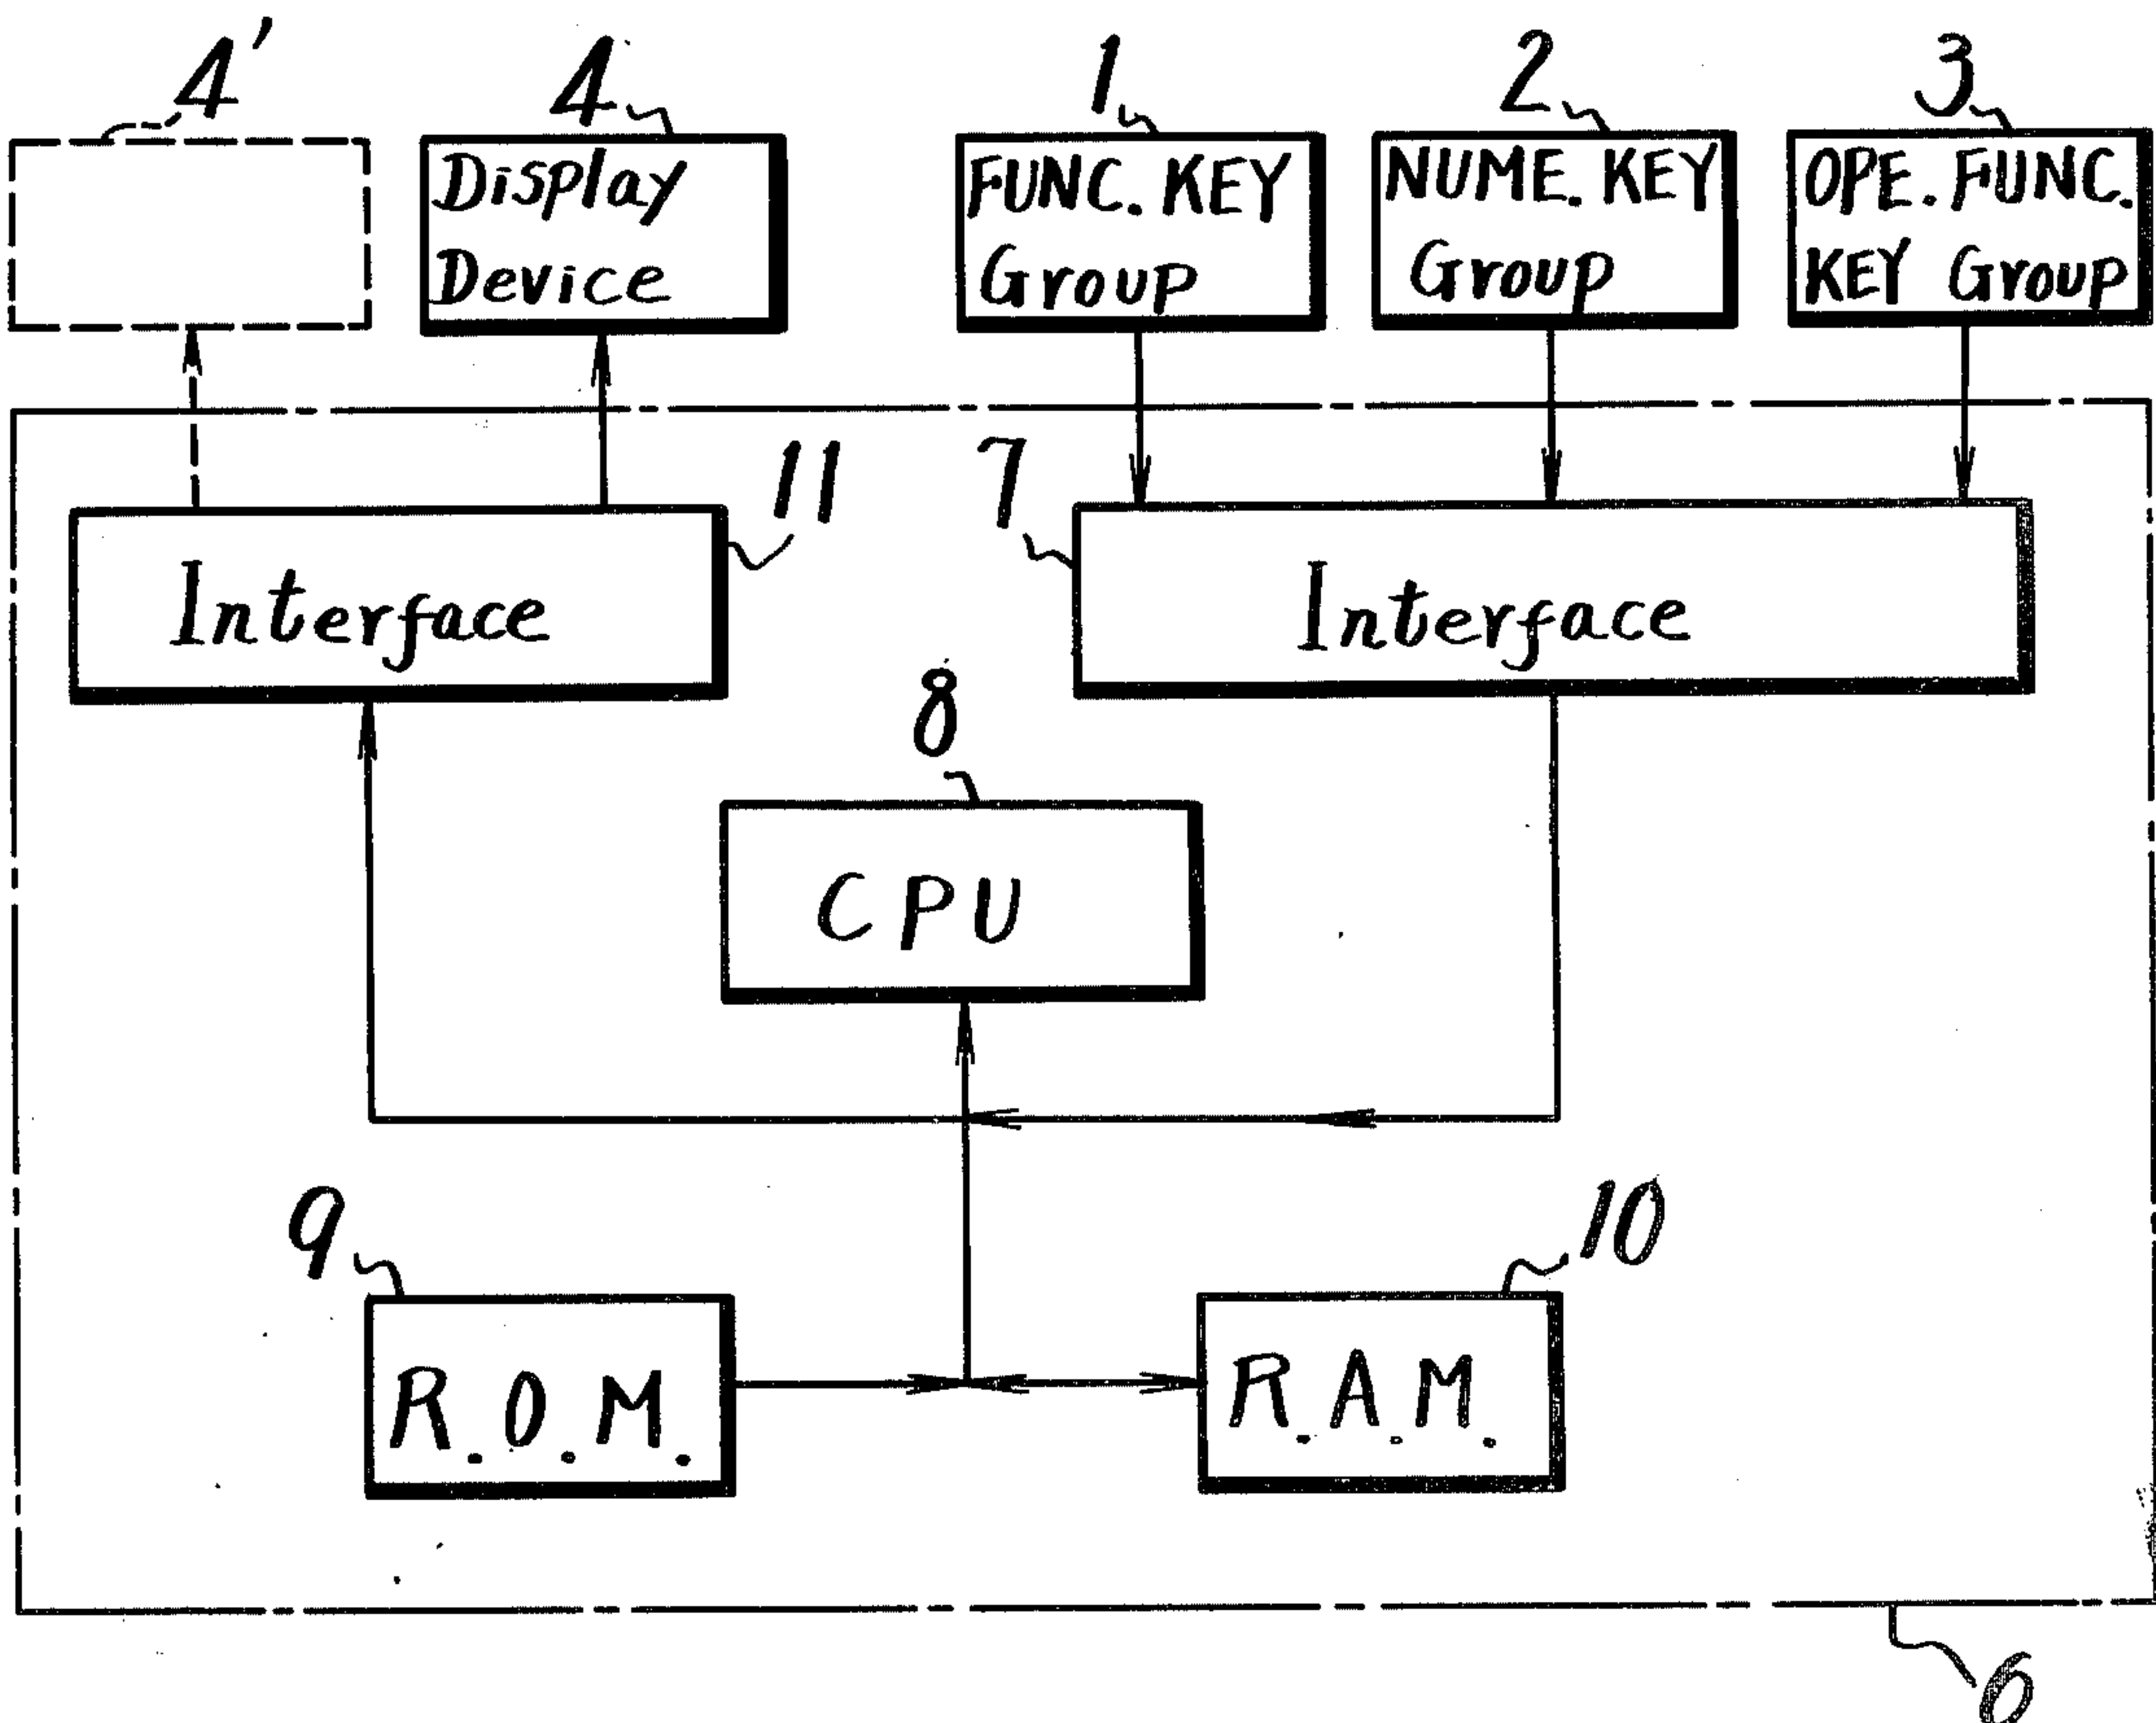 4'
4
1
2
3
Display
Device
FUNC. KEY
Group
NUME. KEY
Group
OPE. FUNC.
KEY Group
11
7
Interface
Interface
8
CPU
9
10
R.O.M.
R.A.M.
6